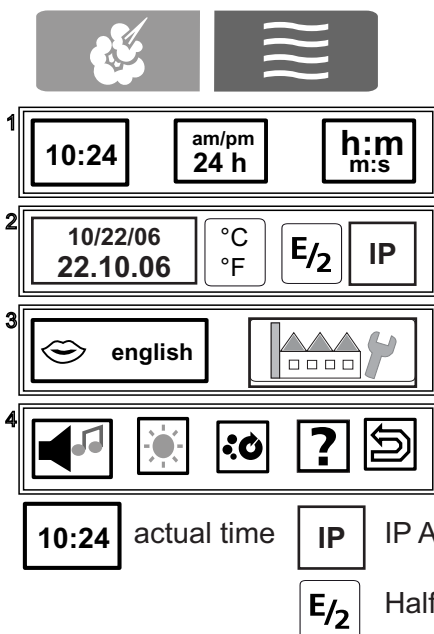 1
10:24
am/pm
24 h
h:m
m:s
2
10/22/06
22.10.06
°C
°F
E/2
IP
3
english
4
?
10:24 actual time
IP IP A
E/2 Half